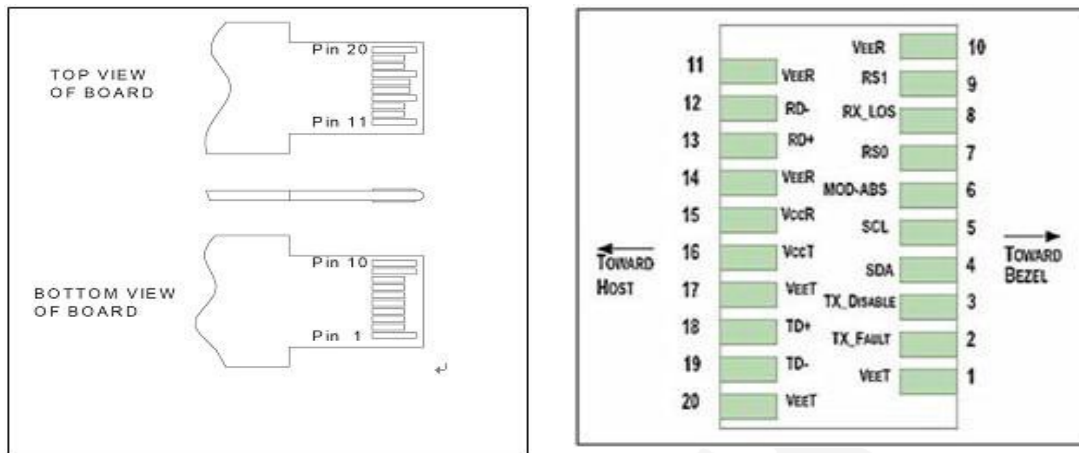 Pin 20
TOP VIEW
OF BOARD
Pin 11
Pin 10
BOTTOM VIEW
OF BOARD
Pin 1
VEER 10
11 VEER
RS1 9
12 RD-
RX_LOS 8
13 RD+
RS0 7
14 VEER
MOD-ABS 6
15 VCCR
SCL 5
16 VCCT
TOWARD
HOST
TOWARD
BEZEL
SDA 4
17 VEET
TX_DISABLE 3
18 TD+
TX_FAULT 2
19 TD-
VEET 1
20 VEET